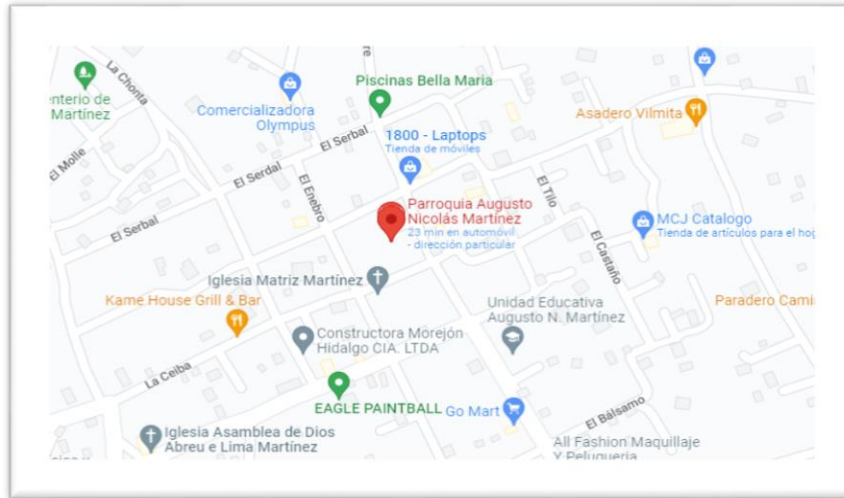 La Chonta
enterio de
Martínez
Piscinas Bella Maria
Comercializadora
Olympus
Asadero Vilmita
1800 - Laptops
Tienda de móviles
El Molle
El Serbal
El Serdal
El Enebro
El Tilo
Parroquia Augusto
Nicolás Martínez
23 min en automóvil
- dirección particular
MCJ Catalogo
Tienda de artículos para el hog
El Serbal
El Castaño
Iglesia Matriz Martínez
Kame House Grill & Bar
Unidad Educativa
Augusto N. Martínez
Paradero Cami
Constructora Morejón
Hidalgo CIA. LTDA
La Ceiba
EAGLE PAINTBALL
Go Mart
El Bálsamo
Iglesia Asamblea de Dios
Abreu e Lima Martínez
All Fashion Maquillaje
Y Peluqueria